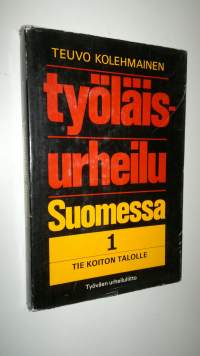 TEUVO KOLEHMAINEN
työläis-
urheilu
Suomessa
1
TIE KOITON TALOLLE
Työväen urheiluliitto